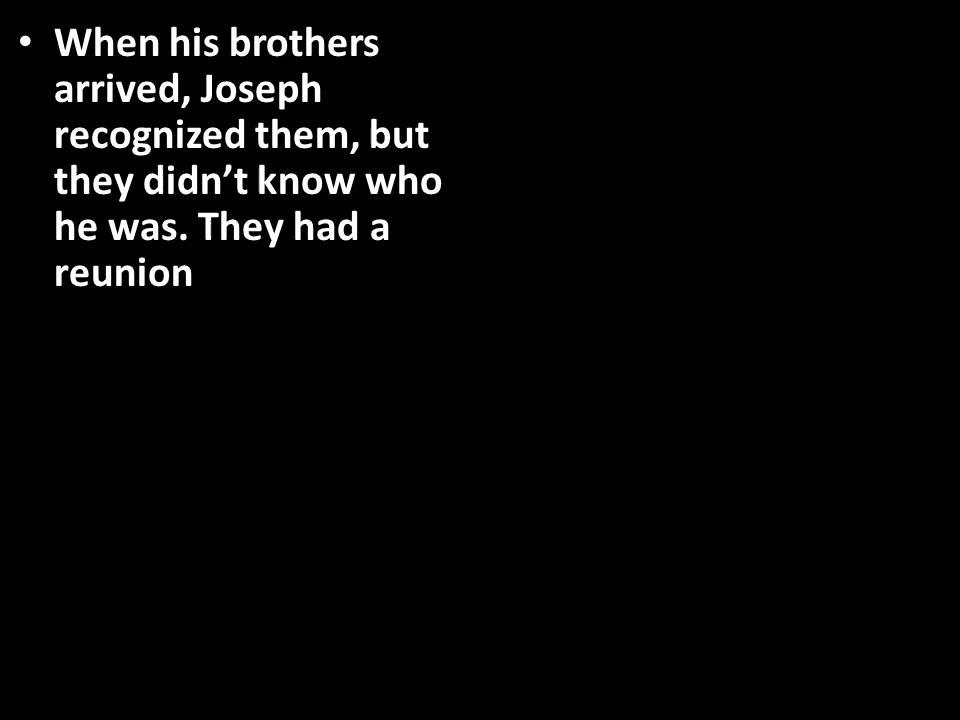 • When his brothers
arrived, Joseph
recognized them, but
they didn’t know who
he was. They had a
reunion